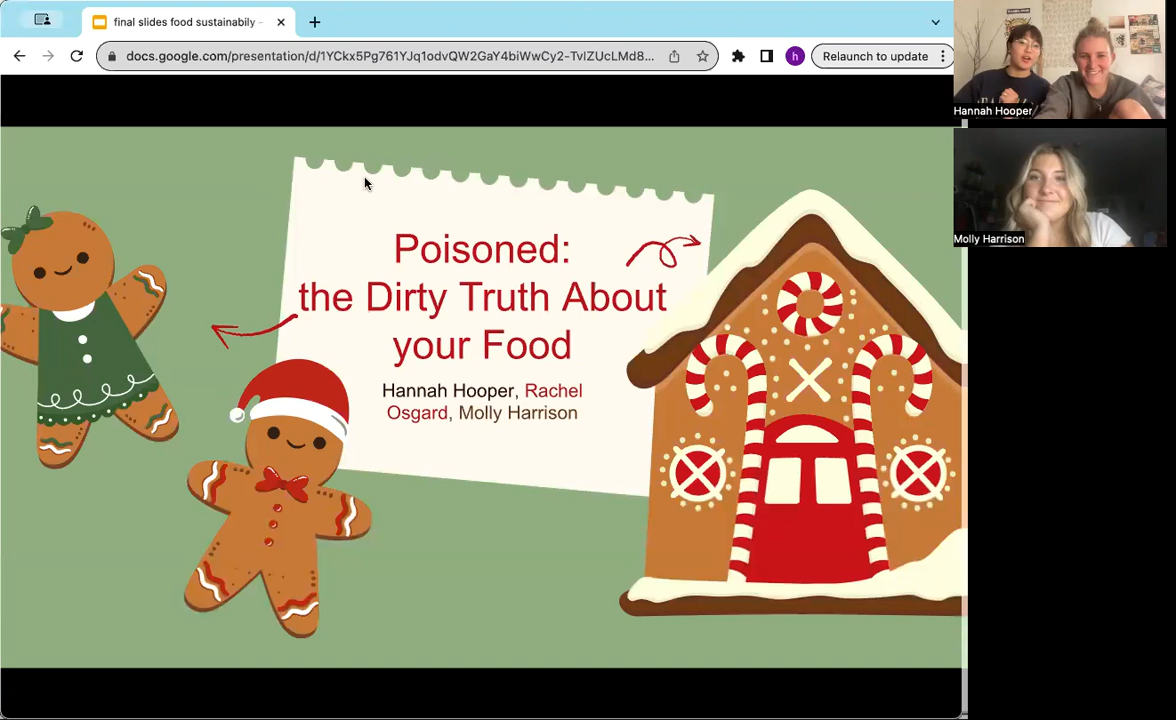 final slides food sustainabily –
docs.google.com/presentation/d/1YCkx5Pg761YJq1odvQW2GaY4biWwCy2-TvlZUcLMd8...
h
Relaunch to update
Hannah Hooper
Molly Harrison
Poisoned:
the Dirty Truth About
your Food
Hannah Hooper, Rachel
Osgard, Molly Harrison